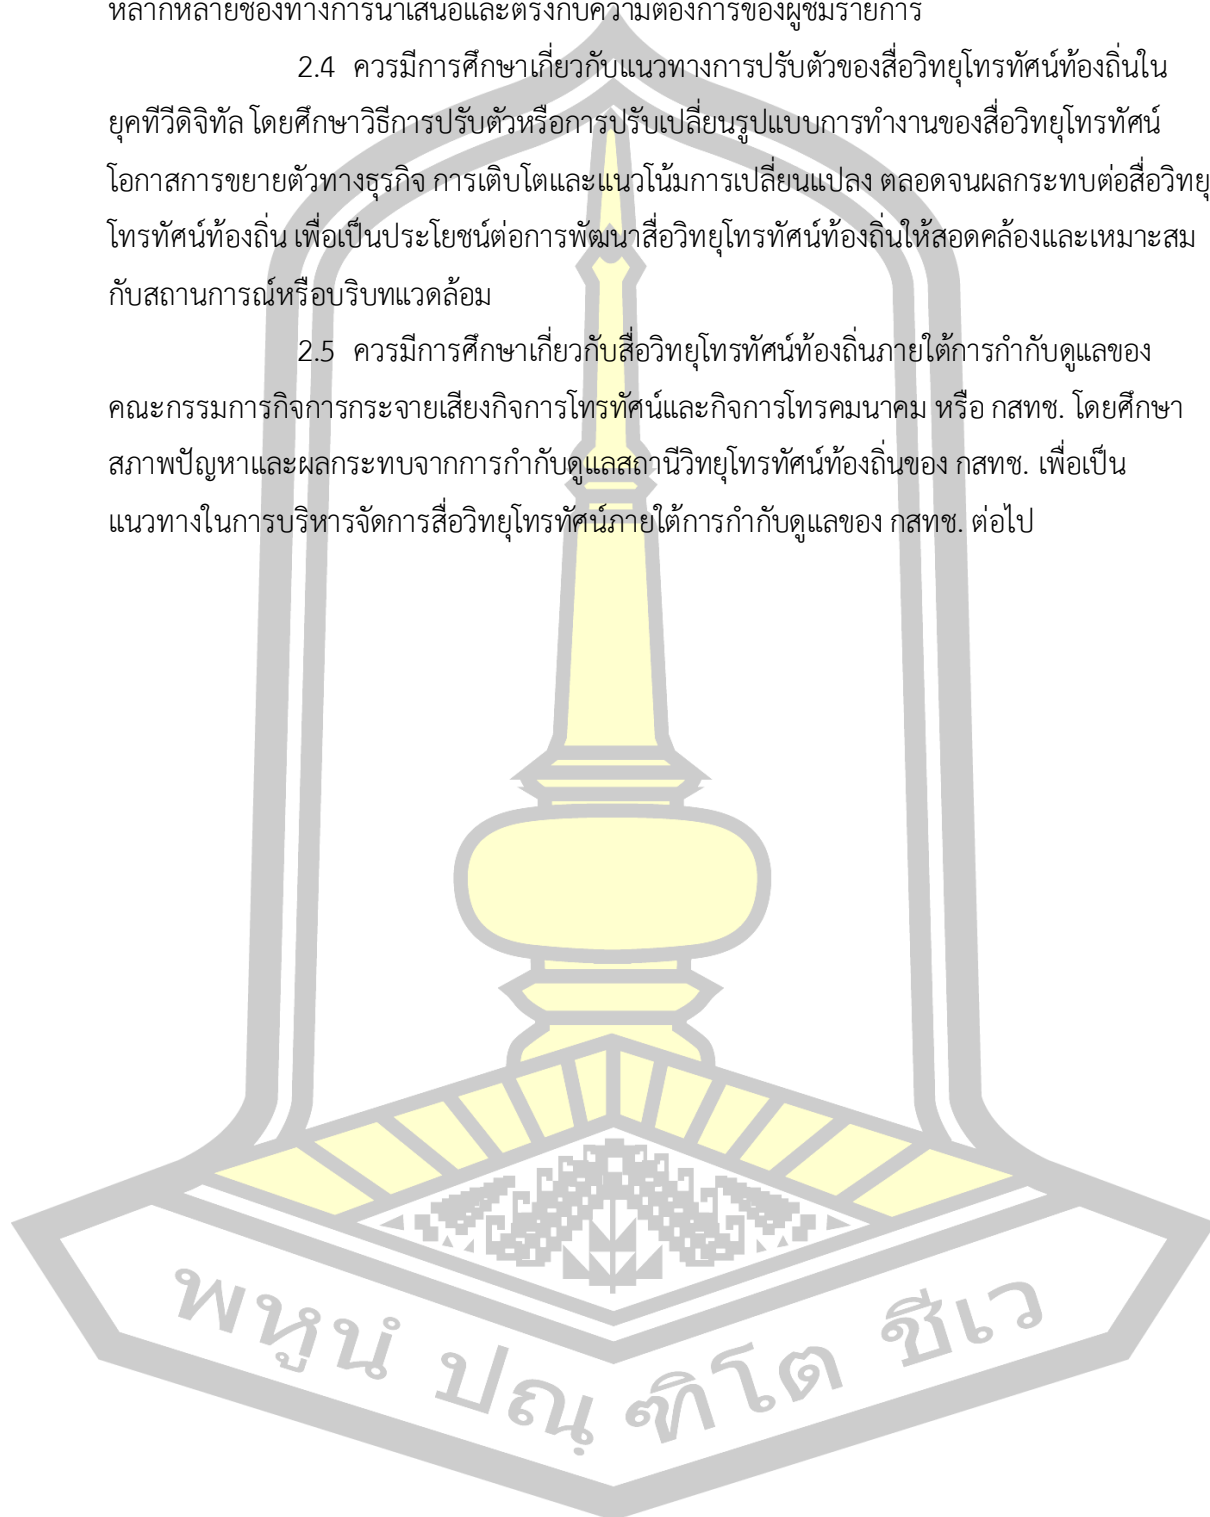 หลากหลายช่องทางการนำเสนอและตรงกับความต้องการของผู้ชมรายการ
2.4 ควรมีการศึกษาเกี่ยวกับแนวทางการปรับตัวของสื่อวิทยุโทรทัศน์ท้องถิ่นใน
ยุคทีวีดิจิทัล โดยศึกษาวิธีการปรับตัวหรือการปรับเปลี่ยนรูปแบบการทำงานของสื่อวิทยุโทรทัศน์
โอกาสการขยายตัวทางธุรกิจ การเติบโตและแนวโน้มการเปลี่ยนแปลง ตลอดจนผลกระทบต่อสื่อวิทยุ
โทรทัศน์ท้องถิ่น เพื่อเป็นประโยชน์ต่อการพัฒนาสื่อวิทยุโทรทัศน์ท้องถิ่นให้สอดคล้องและเหมาะสม
กับสถานการณ์หรือบริบทแวดล้อม
2.5 ควรมีการศึกษาเกี่ยวกับสื่อวิทยุโทรทัศน์ท้องถิ่นภายใต้การกำกับดูแลของ
คณะกรรมการกิจการกระจายเสียงกิจการโทรทัศน์และกิจการโทรคมนาคม หรือ กสทช. โดยศึกษา
สภาพปัญหาและผลกระทบจากการกำกับดูแลสถานีวิทยุโทรทัศน์ท้องถิ่นของ กสทช. เพื่อเป็น
แนวทางในการบริหารจัดการสื่อวิทยุโทรทัศน์ภายใต้การกำกับดูแลของ กสทช. ต่อไป
พหูนํ ปณฺ ฑิโต ชีเว